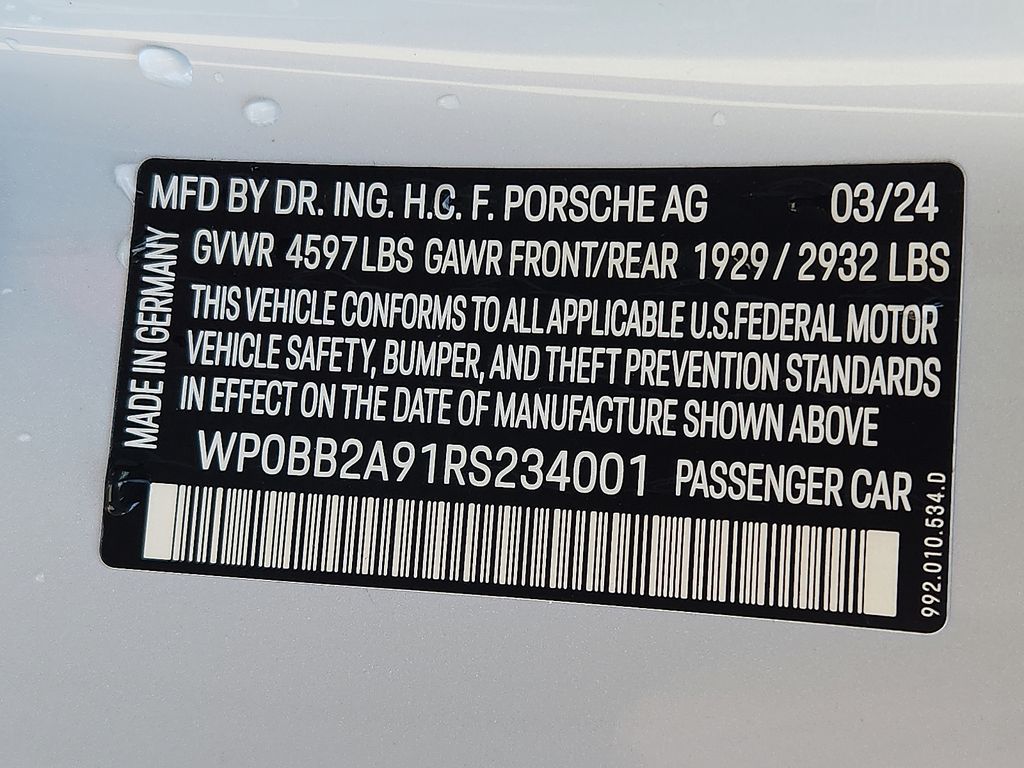 MFD BY DR. ING. H.C. F. PORSCHE AG 03/24
GVWR 4597 LBS GAWR FRONT/REAR 1929 / 2932 LBS
THIS VEHICLE CONFORMS TO ALL APPLICABLE U.S.FEDERAL MOTOR
VEHICLE SAFETY, BUMPER, AND THEFT PREVENTION STANDARDS
IN EFFECT ON THE DATE OF MANUFACTURE SHOWN ABOVE
WP0BB2A91RS234001 PASSENGER CAR
MADE IN GERMANY
992.010.534.D